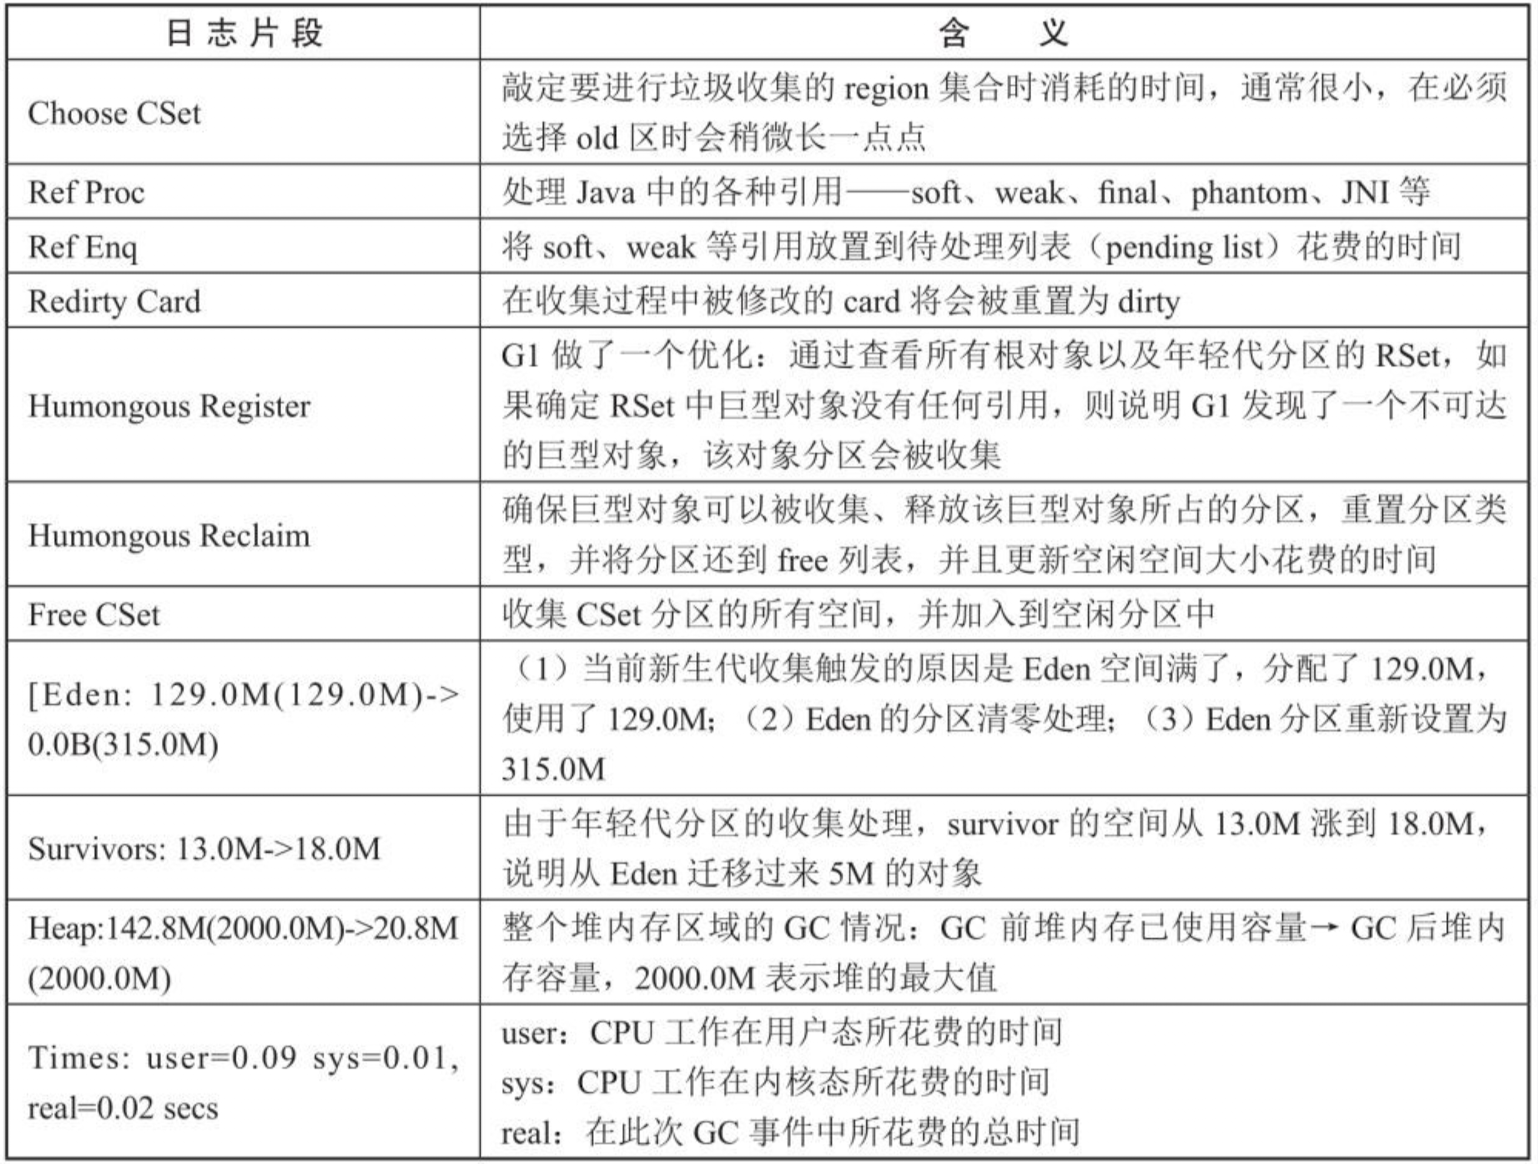 日志片段
含 义
Choose CSet
敲定要进行垃圾收集的 region 集合时消耗的时间，通常很小，在必须
选择 old 区时会稍微长一点点
Ref Proc
处理 Java 中的各种引用——soft、weak、final、phantom、JNI 等
Ref Enq
将 soft、weak 等引用放置到待处理列表（pending list）花费的时间
Redirty Card
在收集过程中被修改的 card 将会被重置为 dirty
Humongous Register
G1 做了一个优化：通过查看所有根对象以及年轻代分区的 RSet，如
果确定 RSet 中巨型对象没有任何引用，则说明 G1 发现了一个不可达
的巨型对象，该对象分区会被收集
Humongous Reclaim
确保巨型对象可以被收集、释放该巨型对象所占的分区，重置分区类
型，并将分区还到 free 列表，并且更新空闲空间大小花费的时间
Free CSet
收集 CSet 分区的所有空间，并加入到空闲分区中
[Eden: 129.0M(129.0M)->
0.0B(315.0M)
（1）当前新生代收集触发的原因是 Eden 空间满了，分配了 129.0M，
使用了 129.0M；（2）Eden 的分区清零处理；（3）Eden 分区重新设置为
315.0M
Survivors: 13.0M->18.0M
由于年轻代分区的收集处理，survivor 的空间从 13.0M 涨到 18.0M，
说明从 Eden 迁移过来 5M 的对象
Heap:142.8M(2000.0M)->20.8M
(2000.0M)
整个堆内存区域的 GC 情况：GC 前堆内存已使用容量→ GC 后堆内
存容量，2000.0M 表示堆的最大值
Times: user=0.09 sys=0.01,
real=0.02 secs
user：CPU 工作在用户态所花费的时间
sys：CPU 工作在内核态所花费的时间
real：在此次 GC 事件中所花费的总时间